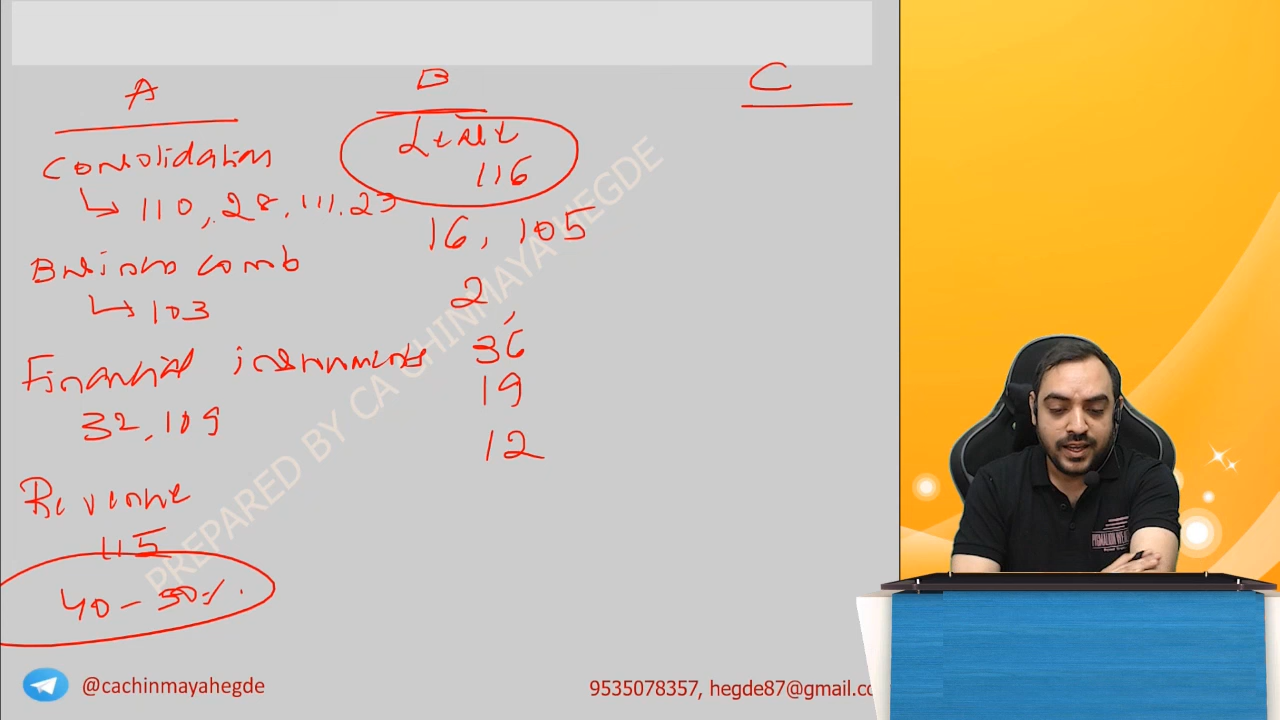 A
Consolidation
↳ 110, 28, 111, 23
Business comb
↳ 103
Financial instruments
32, 109
Revenue
115
40 - 50%.
B
Lease
116
16, 105
2,
36
19
12
C
PREPARED BY CA CHINMAYA HEGDE
@cachinmayahegde
9535078357, hegde87@gmail.co